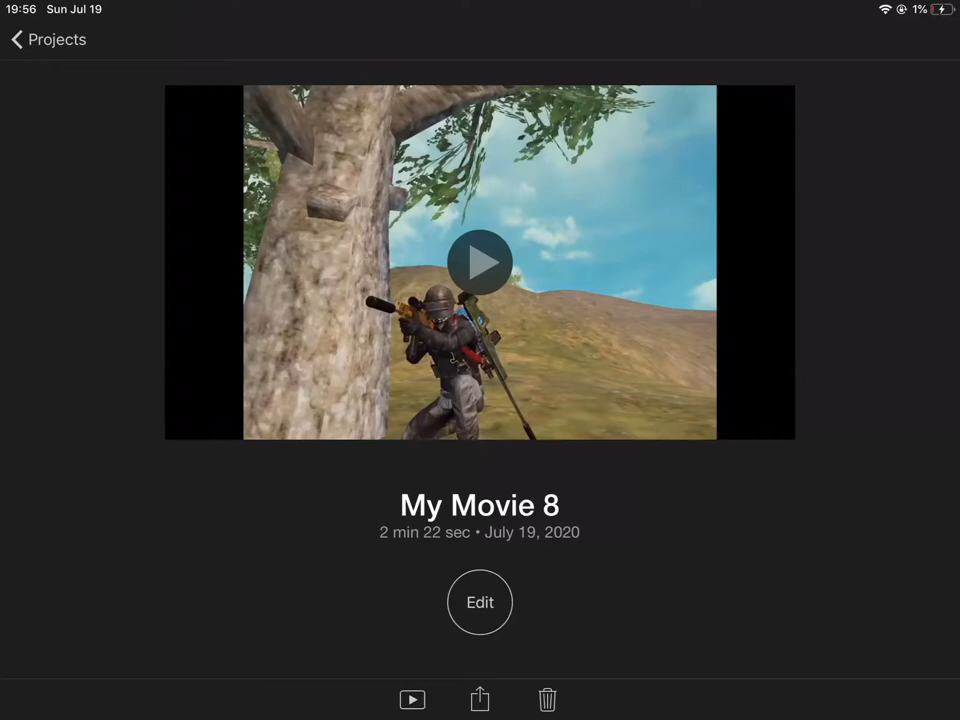 19:56 Sun Jul 19 1%
Projects
My Movie 8
2 min 22 sec • July 19, 2020
Edit